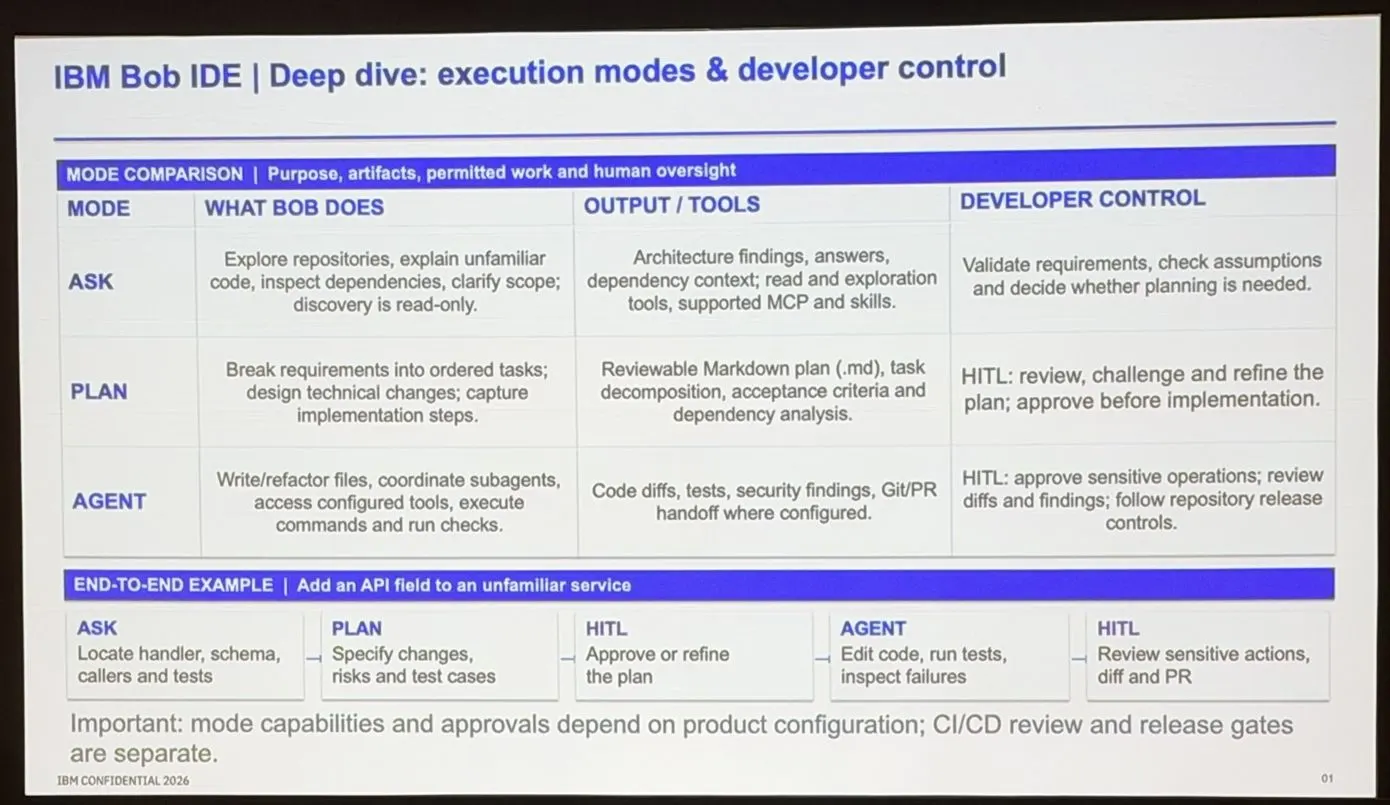 IBM Bob IDE | Deep dive: execution modes & developer control
MODE COMPARISON | Purpose, artifacts, permitted work and human oversight
MODE
WHAT BOB DOES
OUTPUT / TOOLS
DEVELOPER CONTROL
ASK
Explore repositories, explain unfamiliar
code, inspect dependencies, clarify scope;
discovery is read-only.
Architecture findings, answers,
dependency context; read and exploration
tools, supported MCP and skills.
Validate requirements, check assumptions
and decide whether planning is needed.
PLAN
Break requirements into ordered tasks;
design technical changes; capture
implementation steps.
Reviewable Markdown plan (.md), task
decomposition, acceptance criteria and
dependency analysis.
HITL: review, challenge and refine the
plan; approve before implementation.
AGENT
Write/refactor files, coordinate subagents,
access configured tools, execute
commands and run checks.
Code diffs, tests, security findings, Git/PR
handoff where configured.
HITL: approve sensitive operations; review
diffs and findings; follow repository release
controls.
END-TO-END EXAMPLE | Add an API field to an unfamiliar service
ASK
Locate handler, schema,
callers and tests
PLAN
Specify changes,
risks and test cases
HITL
Approve or refine
the plan
AGENT
Edit code, run tests,
inspect failures
HITL
Review sensitive actions,
diff and PR
Important: mode capabilities and approvals depend on product configuration; CI/CD review and release gates
are separate.
IBM CONFIDENTIAL 2026
01